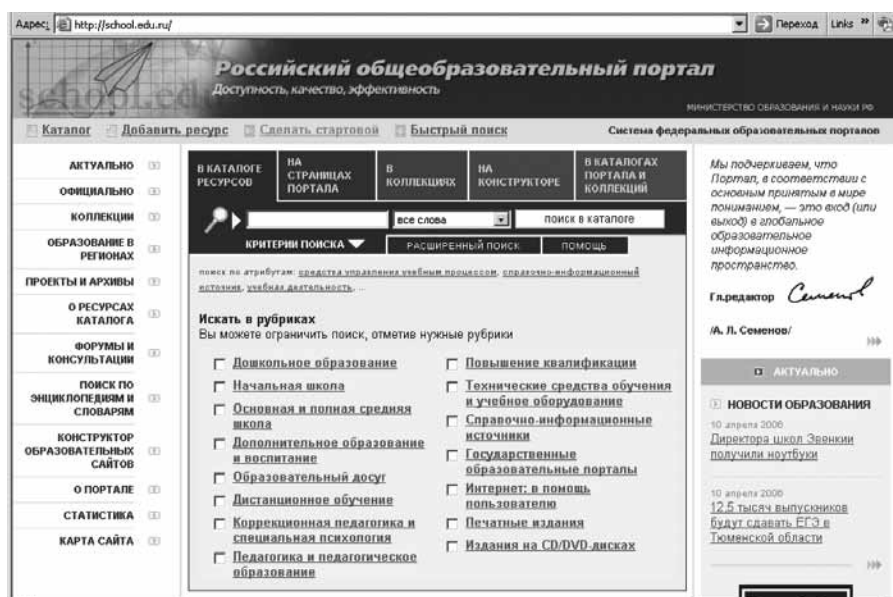 Адрес: http://school.edu.ru/ Переход Links »
Российский общеобразовательный портал
Доступность, качество, эффективность
МИНИСТЕРСТВО ОБРАЗОВАНИЯ И НАУКИ РФ
Каталог Добавить ресурс Сделать стартовой Быстрый поиск Система федеральных образовательных порталов
АКТУАЛЬНО
ОФИЦИАЛЬНО
КОЛЛЕКЦИИ
ОБРАЗОВАНИЕ В
РЕГИОНАХ
ПРОЕКТЫ И АРХИВЫ
О РЕСУРСАХ
КАТАЛОГА
ФОРУМЫ И
КОНСУЛЬТАЦИИ
ПОИСК ПО
ЭНЦИКЛОПЕДИЯМ И
СЛОВАРЯМ
КОНСТРУКТОР
ОБРАЗОВАТЕЛЬНЫХ
САЙТОВ
О ПОРТАЛЕ
СТАТИСТИКА
КАРТА САЙТА
В КАТАЛОГЕ
РЕСУРСОВ
НА
СТРАНИЦАХ
ПОРТАЛА
В
КОЛЛЕКЦИЯХ
НА
КОНСТРУКТОРЕ
В КАТАЛОГАХ
ПОРТАЛА И
КОЛЛЕКЦИЙ
все слова поиск в каталоге
КРИТЕРИИ ПОИСКА РАСШИРЕННЫЙ ПОИСК ПОМОЩЬ
поиск по атрибутам: средства управления учебным процессом, справочно-информационный
источник, учебная деятельность, ...
Искать в рубриках
Вы можете ограничить поиск, отметив нужные рубрики
Дошкольное образование
Начальная школа
Основная и полная средняя
школа
Дополнительное образование
и воспитание
Образовательный досуг
Дистанционное обучение
Коррекционная педагогика и
специальная психология
Педагогика и педагогическое
образование
Повышение квалификации
Технические средства обучения
и учебное оборудование
Справочно-информационные
источники
Государственные
образовательные порталы
Интернет: в помощь
пользователю
Печатные издания
Издания на CD/DVD-дисках
Мы подчеркиваем, что
Портал, в соответствии с
основным принятым в мире
пониманием, — это вход (или
выход) в глобальное
образовательное
информационное
пространство.
Гл.редактор Семенов
/А. Л. Семенов/
АКТУАЛЬНО
НОВОСТИ ОБРАЗОВАНИЯ
10 апреля 2006
Директора школ Эвенкии
получили ноутбуки
10 апреля 2006
12,5 тысяч выпускников
будут сдавать ЕГЭ в
Тюменской области